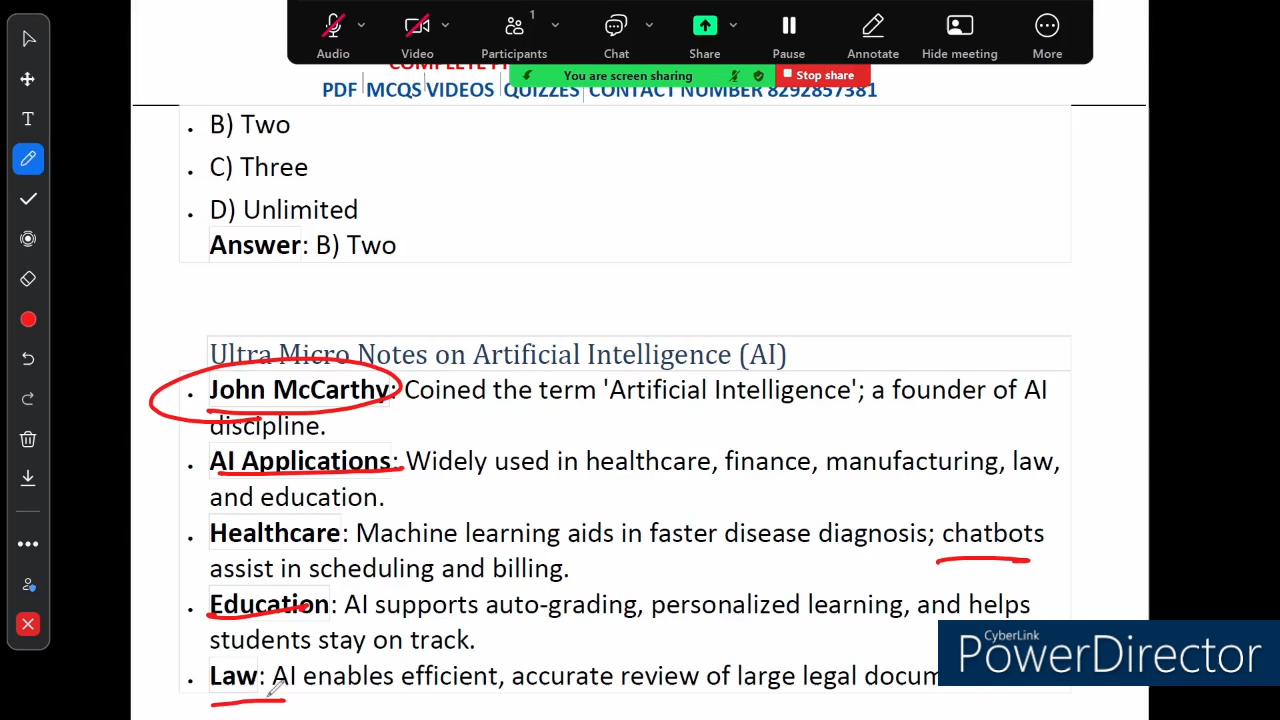 Audio
Video
1
Participants
Chat
Share
Pause
Annotate
Hide meeting
More
You are screen sharing
Stop share
PDF MCQS VIDEOS QUIZZES CONTACT NUMBER 8292857381
B) Two
C) Three
D) Unlimited
Answer: B) Two
Ultra Micro Notes on Artificial Intelligence (AI)
John McCarthy: Coined the term 'Artificial Intelligence'; a founder of AI
discipline.
AI Applications: Widely used in healthcare, finance, manufacturing, law,
and education.
Healthcare: Machine learning aids in faster disease diagnosis; chatbots
assist in scheduling and billing.
Education: AI supports auto-grading, personalized learning, and helps
students stay on track.
Law: AI enables efficient, accurate review of large legal docum
CyberLink
PowerDirector